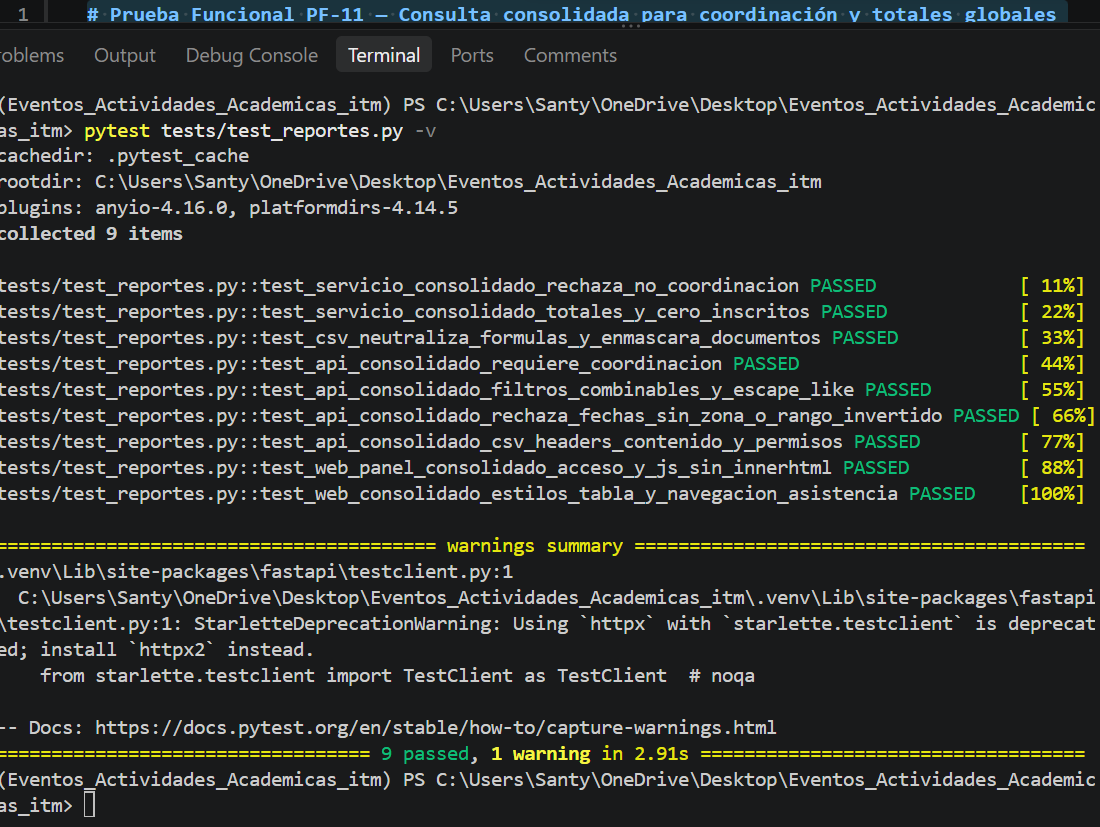 1 # Prueba Funcional PF-11 — Consulta consolidada para coordinación y totales globales
roblems Output Debug Console Terminal Ports Comments
(Eventos_Actividades_Academicas_itm) PS C:\Users\Santy\OneDrive\Desktop\Eventos_Actividades_Academic
as_itm> pytest tests/test_reportes.py -v
cachedir: .pytest_cache
rootdir: C:\Users\Santy\OneDrive\Desktop\Eventos_Actividades_Academicas_itm
plugins: anyio-4.16.0, platformdirs-4.14.5
collected 9 items
tests/test_reportes.py::test_servicio_consolidado_rechaza_no_coordinacion PASSED [ 11%]
tests/test_reportes.py::test_servicio_consolidado_totales_y_cero_inscritos PASSED [ 22%]
tests/test_reportes.py::test_csv_neutraliza_formulas_y_enmascara_documentos PASSED [ 33%]
tests/test_reportes.py::test_api_consolidado_requiere_coordinacion PASSED [ 44%]
tests/test_reportes.py::test_api_consolidado_filtros_combinables_y_escape_like PASSED [ 55%]
tests/test_reportes.py::test_api_consolidado_rechaza_fechas_sin_zona_o_rango_invertido PASSED [ 66%]
tests/test_reportes.py::test_api_consolidado_csv_headers_contenido_y_permisos PASSED [ 77%]
tests/test_reportes.py::test_web_panel_consolidado_acceso_y_js_sin_innerhtml PASSED [ 88%]
tests/test_reportes.py::test_web_consolidado_estilos_tabla_y_navegacion_asistencia PASSED [100%]
======================================== warnings summary =========================================
.venv\Lib\site-packages\fastapi\testclient.py:1
C:\Users\Santy\OneDrive\Desktop\Eventos_Actividades_Academicas_itm\.venv\Lib\site-packages\fastapi
\testclient.py:1: StarletteDeprecationWarning: Using `httpx` with `starlette.testclient` is deprecat
ed; install `httpx2` instead.
from starlette.testclient import TestClient as TestClient # noqa
-- Docs: https://docs.pytest.org/en/stable/how-to/capture-warnings.html
================================== 9 passed, 1 warning in 2.91s ===================================
(Eventos_Actividades_Academicas_itm) PS C:\Users\Santy\OneDrive\Desktop\Eventos_Actividades_Academic
as_itm>